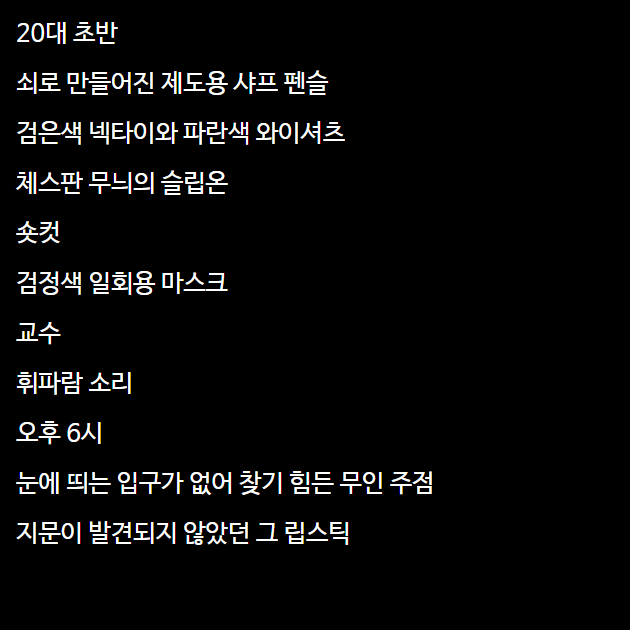 20대 초반
쇠로 만들어진 제도용 샤프 펜슬
검은색 넥타이와 파란색 와이셔츠
체스판 무늬의 슬립온
숏컷
검정색 일회용 마스크
교수
휘파람 소리
오후 6시
눈에 띄는 입구가 없어 찾기 힘든 무인 주점
지문이 발견되지 않았던 그 립스틱